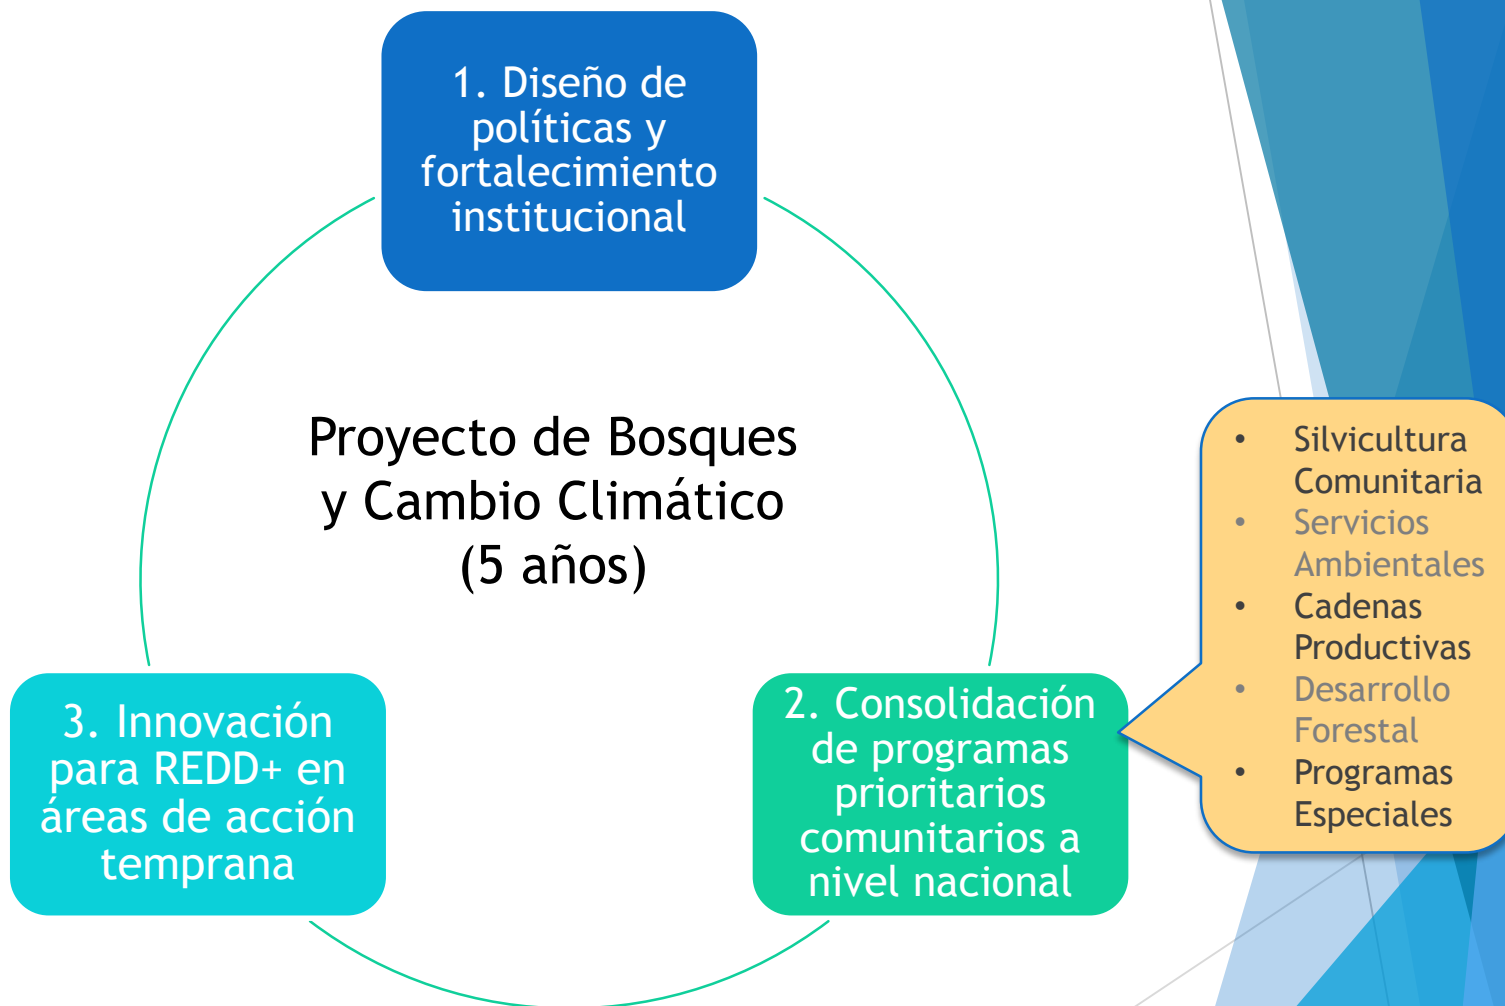 1. Diseño de
políticas y
fortalecimiento
institucional
Proyecto de Bosques
y Cambio Climático
(5 años)
3. Innovación
para REDD+ en
áreas de acción
temprana
2. Consolidación
de programas
prioritarios
comunitarios a
nivel nacional
• Silvicultura
Comunitaria
• Servicios
Ambientales
• Cadenas
Productivas
• Desarrollo
Forestal
• Programas
Especiales